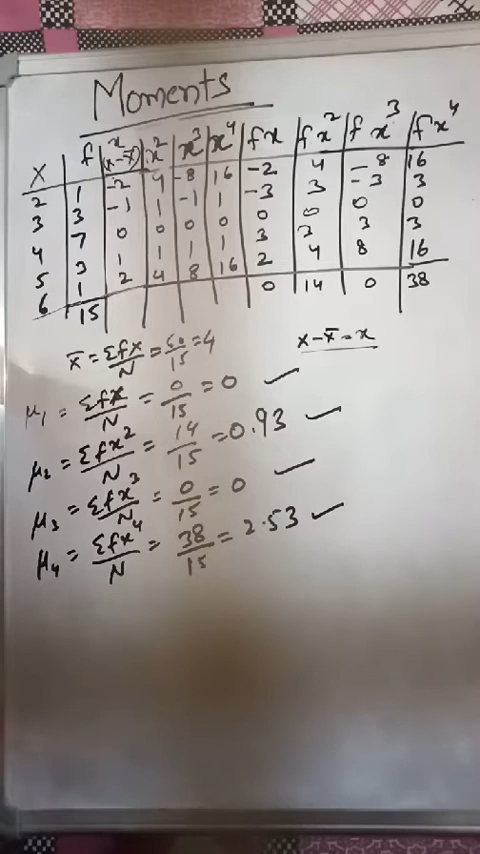 Moments
X | f | x (x-x̄) | x² | x³ | x⁴ | fx | fx² | fx³ | fx⁴
2 | 1 | -2 | 4 | -8 | 16 | -2 | 4 | -8 | 16
3 | 3 | -1 | 1 | -1 | 1 | -3 | 3 | -3 | 3
4 | 7 | 0 | 0 | 0 | 0 | 0 | 0 | 0 | 0
5 | 3 | 1 | 1 | 1 | 1 | 3 | 3 | 3 | 3
6 | 1 | 2 | 4 | 8 | 16 | 2 | 4 | 8 | 16
15 | 0 | 14 | 0 | 38
x̄ = Σfx/N = 60/15 = 4
x-x̄ = x
μ₁ = Σfx/N = 0/15 = 0 ✓
μ₂ = Σfx²/N = 14/15 = 0.93 ✓
μ₃ = Σfx³/N = 0/15 = 0 ✓
μ₄ = Σfx⁴/N = 38/15 = 2.53 ✓